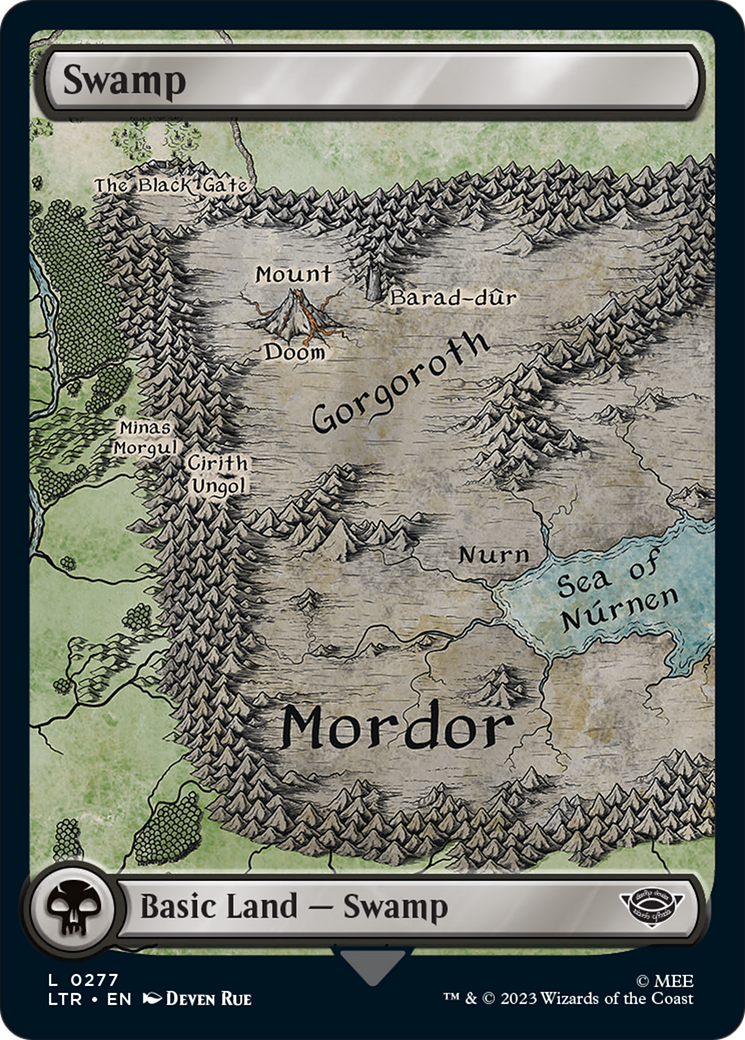 Swamp
The Black Gate
Mount
Doom
Barad-dûr
Gorgoroth
Minas
Morgul
Cirith
Ungol
Nurn
Sea of
Núrnen
Mordor
Basic Land — Swamp
L 0277
LTR • EN Deven Rue
© MEE
™ & © 2023 Wizards of the Coast